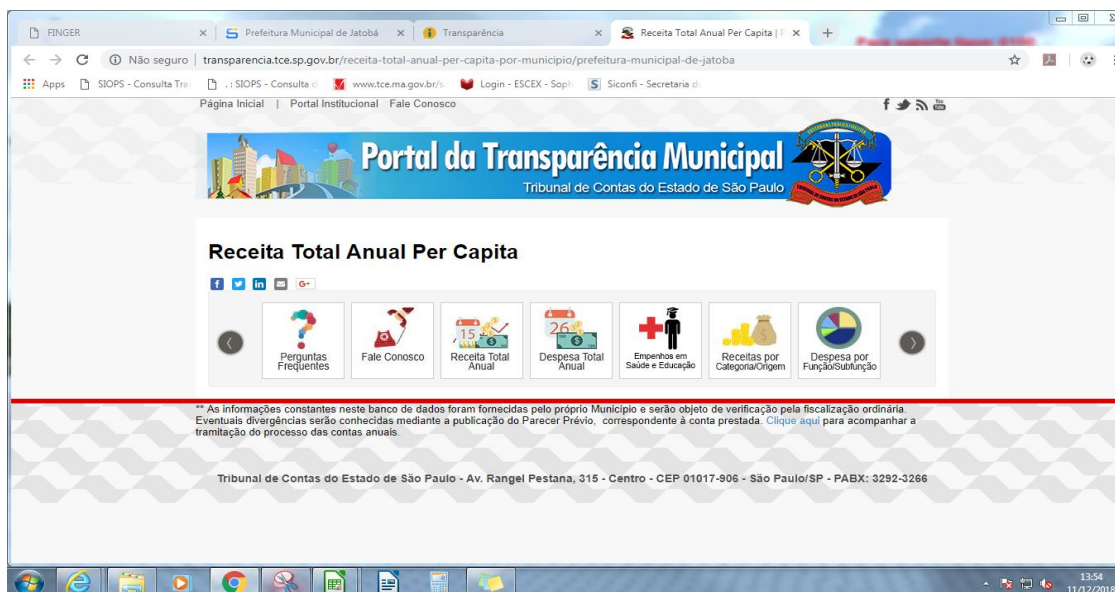 FINGER
Prefeitura Municipal de Jatobá
Transparência
Receita Total Anual Per Capita | P
Não seguro | transparencia.tce.sp.gov.br/receita-total-anual-per-capita-por-municipio/prefeitura-municipal-de-jatoba
Apps
SIOPS - Consulta Tra
.: SIOPS - Consulta d
www.tce.ma.gov.br/s
Login - ESCEX - Soph
Siconfi - Secretaria d
Página Inicial | Portal Institucional Fale Conosco
You
Portal da Transparência Municipal
Tribunal de Contas do Estado de São Paulo
Receita Total Anual Per Capita
G+
Perguntas
Frequentes
Fale Conosco
15
Receita Total
Anual
26
Despesa Total
Anual
Empenhos em
Saúde e Educação
Receitas por
Categoria/Origem
Despesa por
Função/Subfunção
** As informações constantes neste banco de dados foram fornecidas pelo próprio Município e serão objeto de verificação pela fiscalização ordinária.
Eventuais divergências serão conhecidas mediante a publicação do Parecer Prévio, correspondente à conta prestada. Clique aqui para acompanhar a
tramitação do processo das contas anuais.
Tribunal de Contas do Estado de São Paulo - Av. Rangel Pestana, 315 - Centro - CEP 01017-906 - São Paulo/SP - PABX: 3292-3266
13:54
11/12/2018